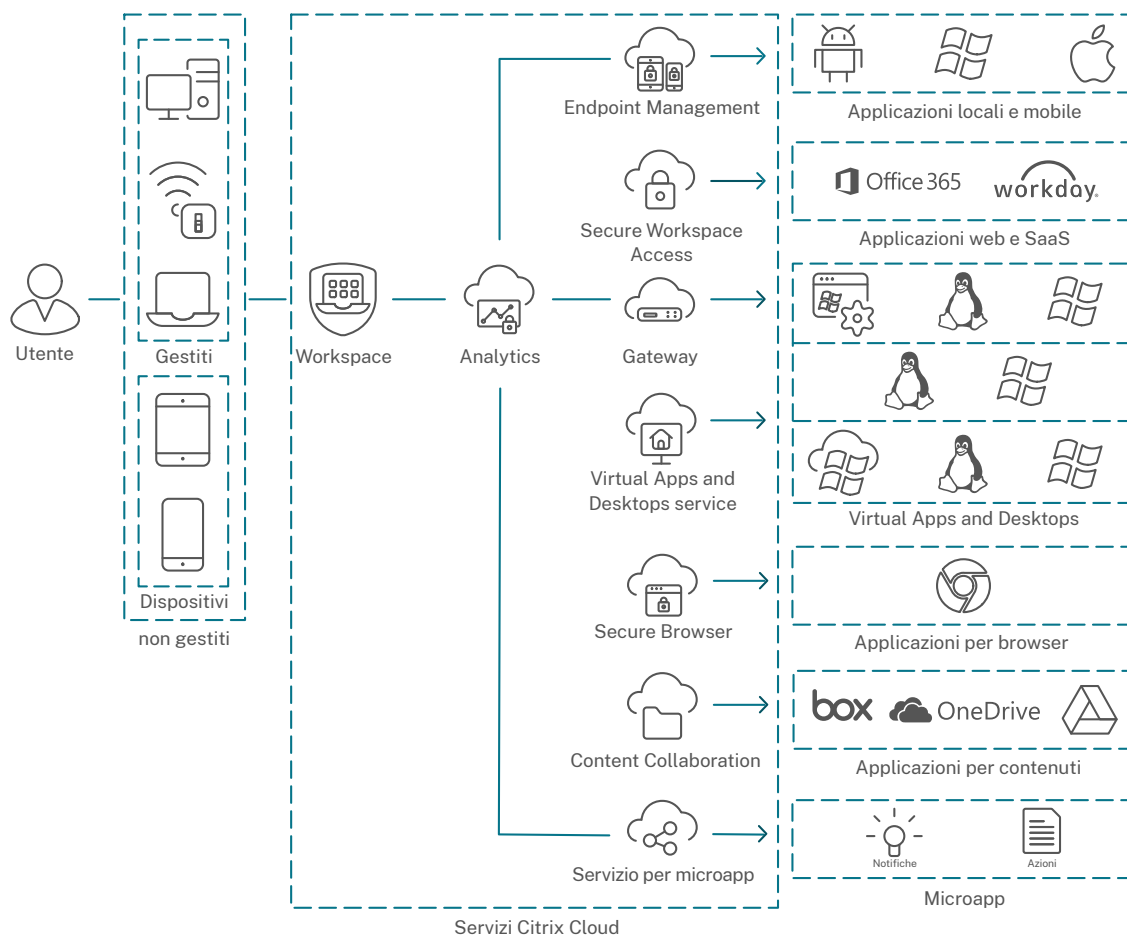 Utente
Gestiti
Dispositivi
non gestiti
Workspace
Analytics
Endpoint Management
Secure Workspace
Access
Gateway
Virtual Apps and
Desktops service
Secure Browser
Content Collaboration
Servizio per microapp
Servizi Citrix Cloud
Applicazioni locali e mobile
Office 365
workday.
Applicazioni web e SaaS
Virtual Apps and Desktops
Applicazioni per browser
box
OneDrive
Applicazioni per contenuti
Notifiche
Azioni
Microapp